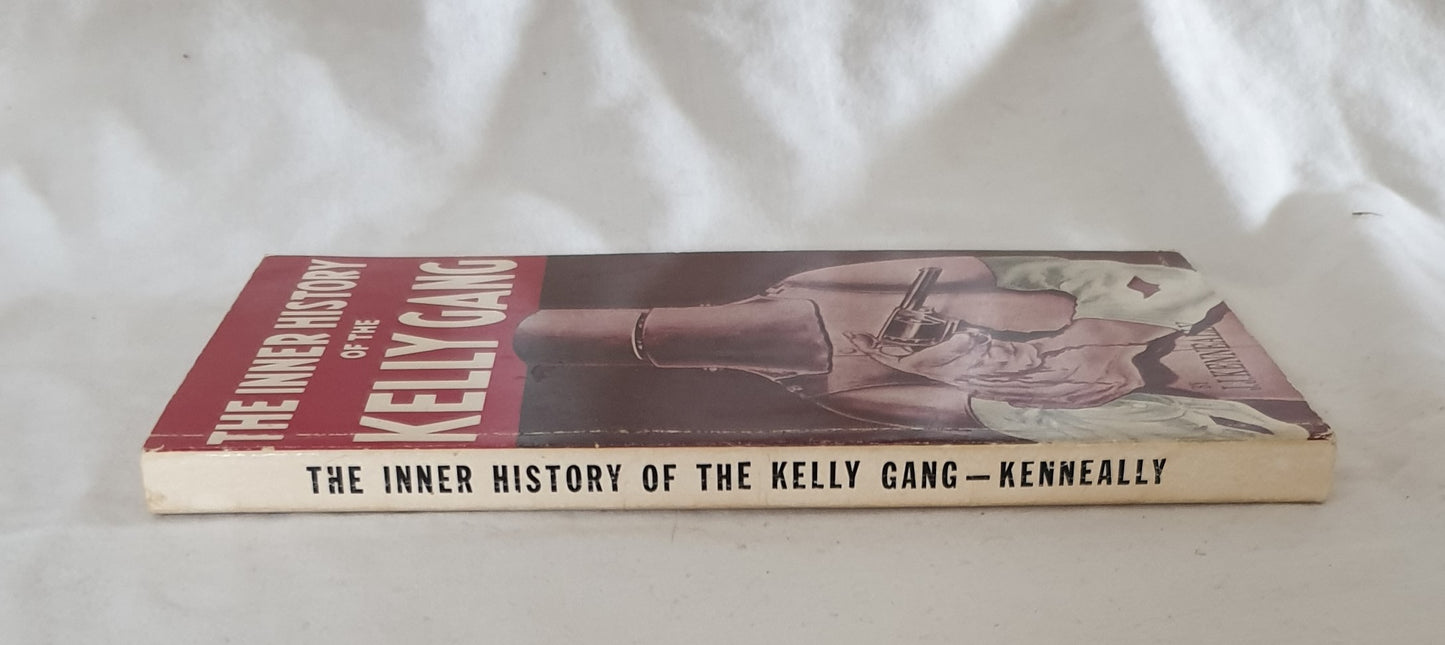 THE INNER HISTORY
OF THE
KELLY GANG
J.J. KENNEALLY
THE INNER HISTORY OF THE KELLY GANG—KENNEALLY